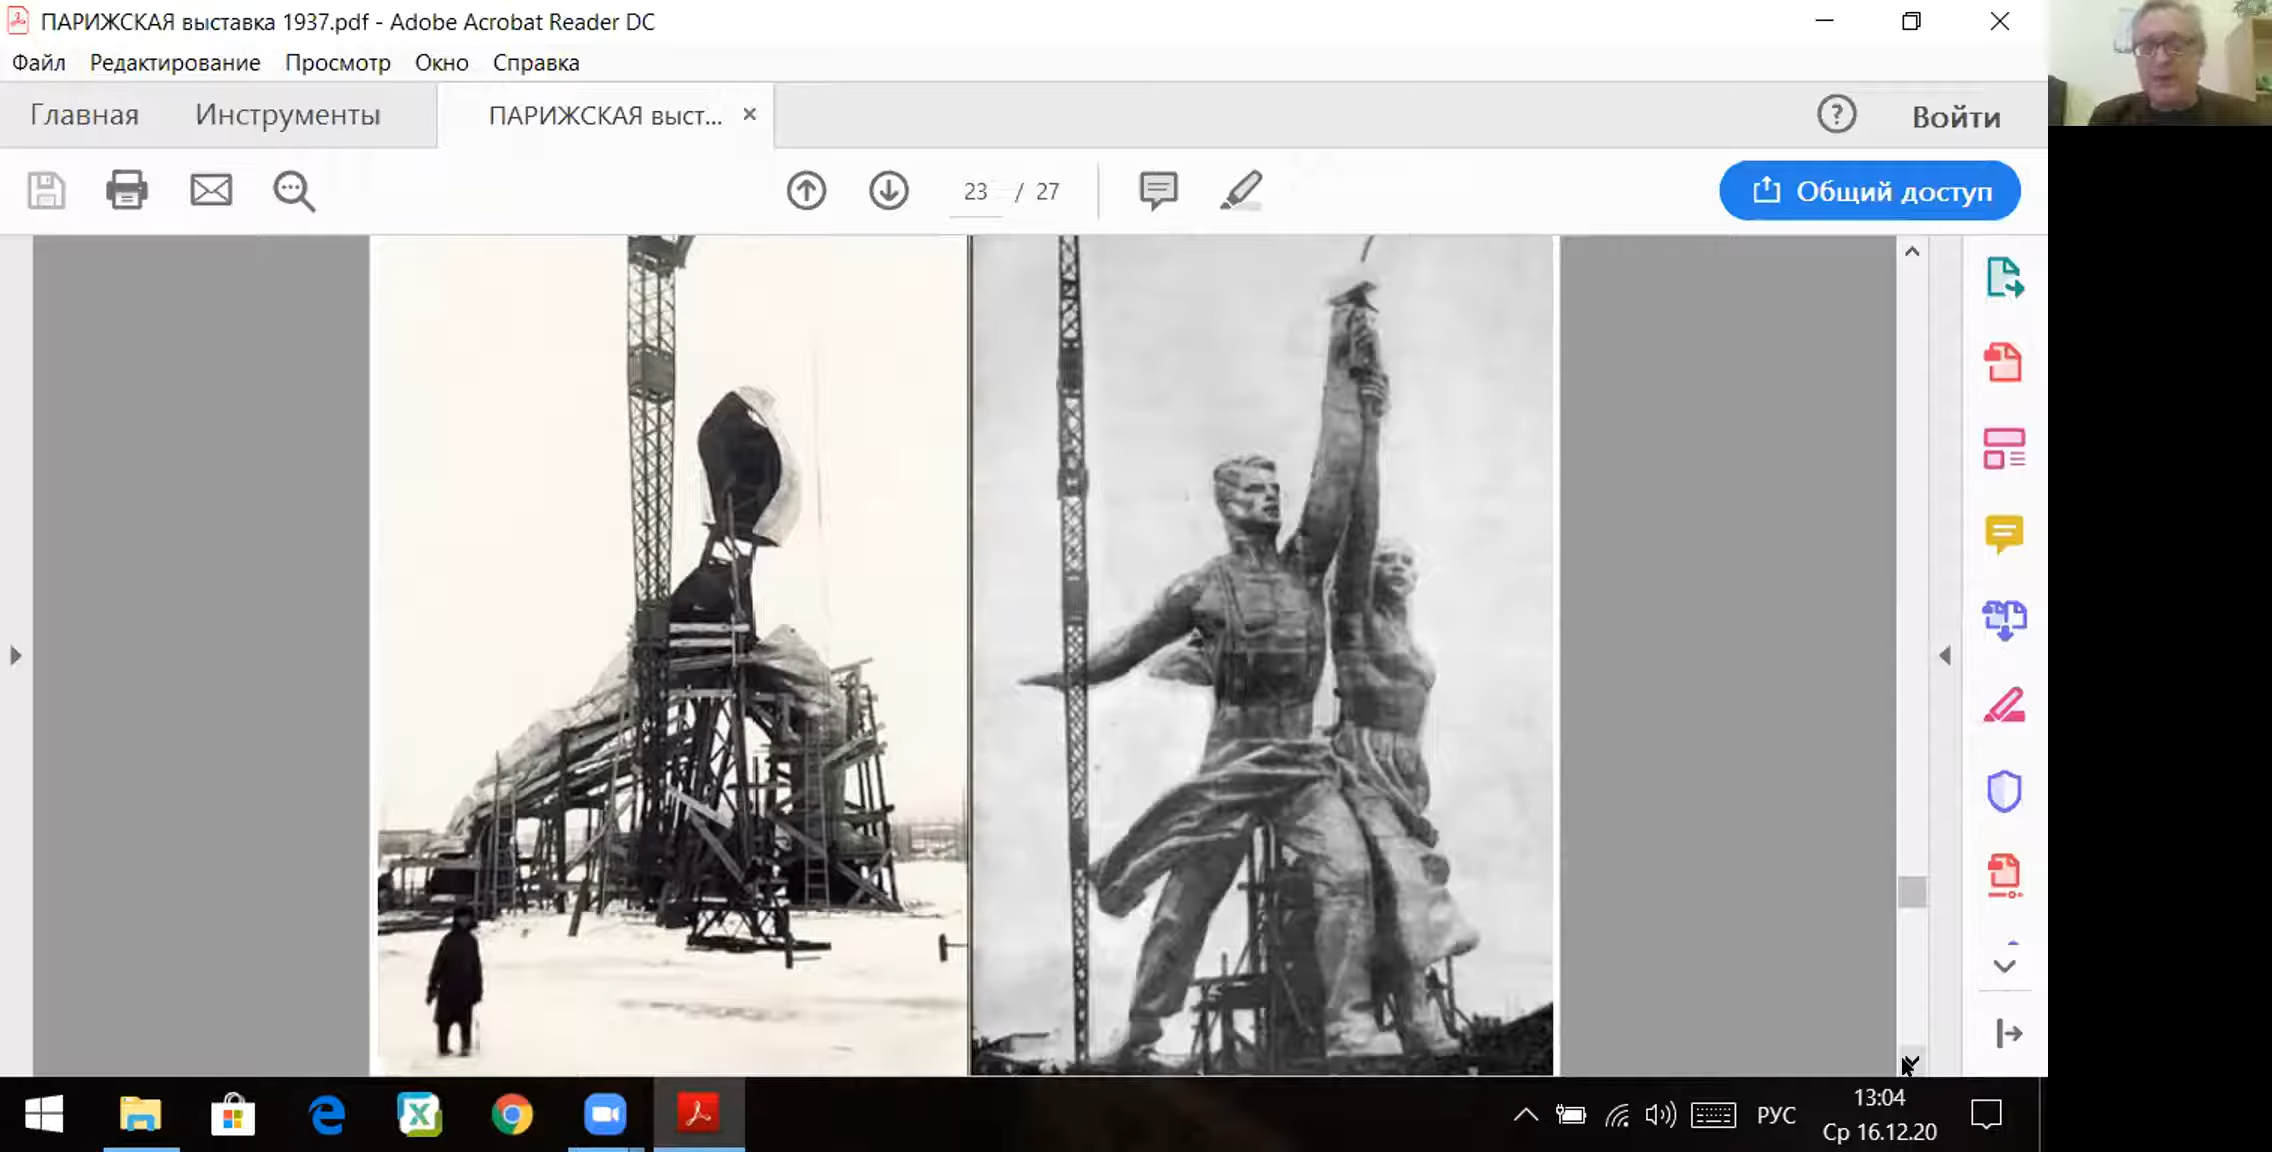 ПАРИЖСКАЯ выставка 1937.pdf - Adobe Acrobat Reader DC
Файл Редактирование Просмотр Окно Справка
Главная Инструменты ПАРИЖСКАЯ выст... Войти
23 / 27 Общий доступ
РУС
13:04
Ср 16.12.20